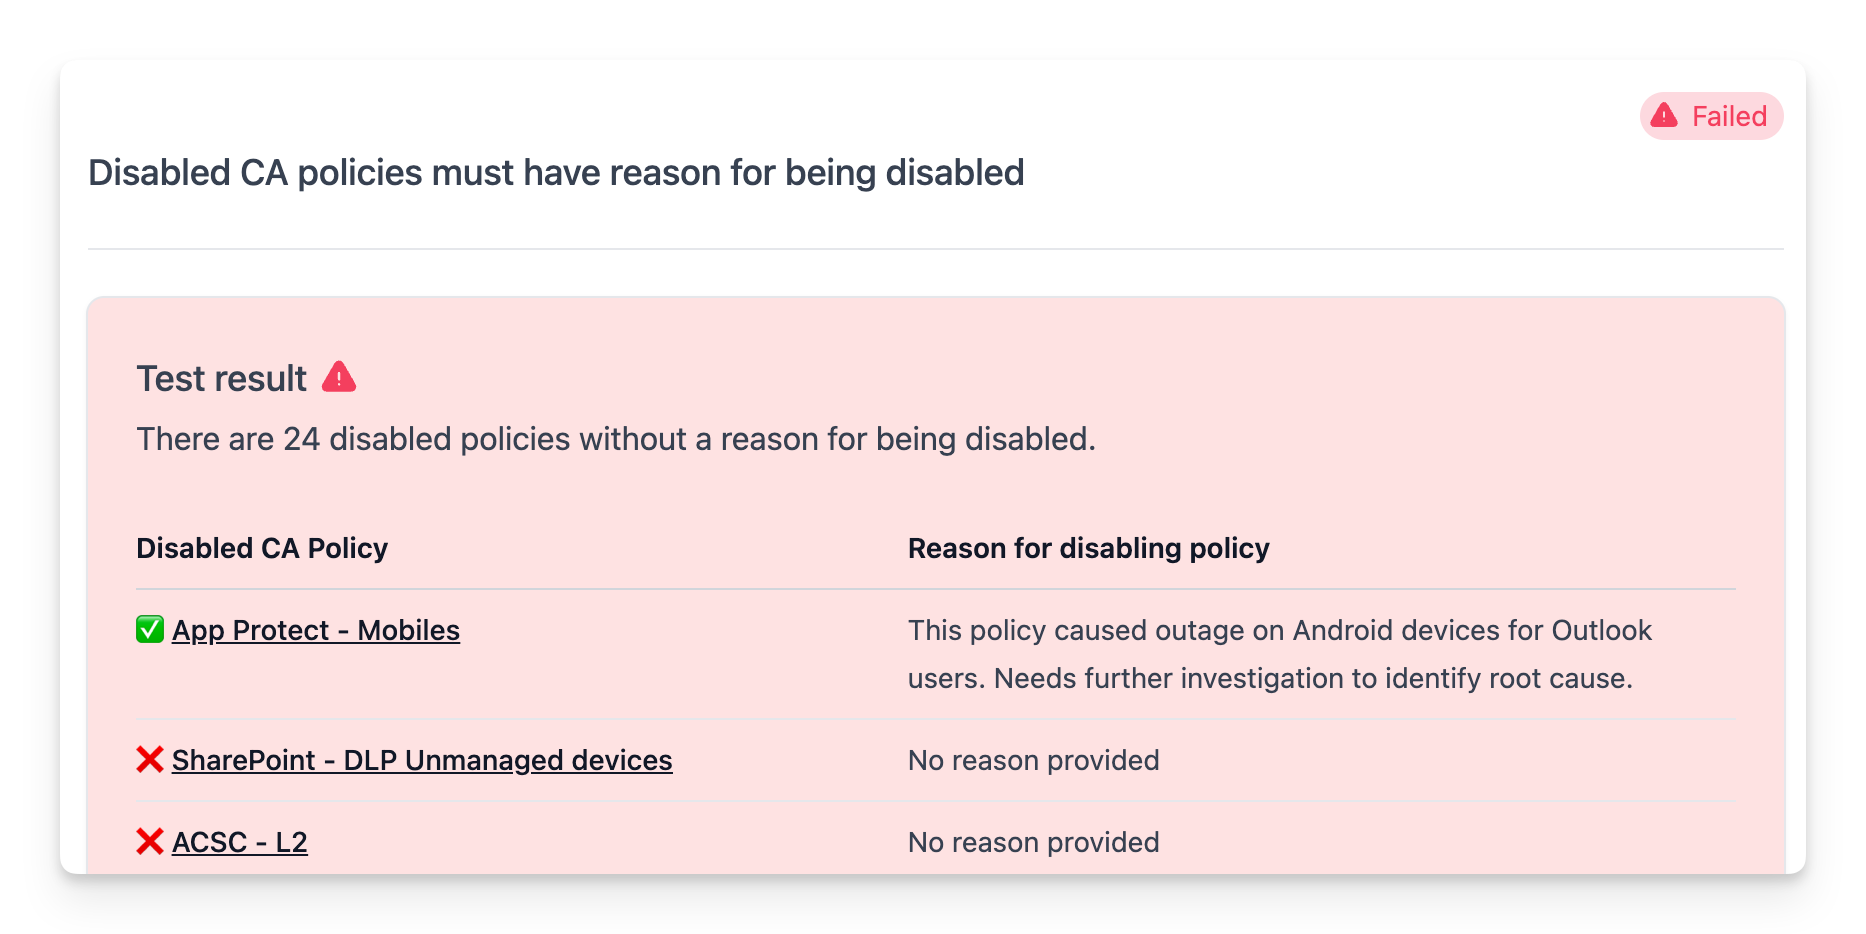 Failed
Disabled CA policies must have reason for being disabled
Test result
There are 24 disabled policies without a reason for being disabled.
Disabled CA Policy Reason for disabling policy
✅ App Protect - Mobiles This policy caused outage on Android devices for Outlook
users. Needs further investigation to identify root cause.
❌ SharePoint - DLP Unmanaged devices No reason provided
❌ ACSC - L2 No reason provided